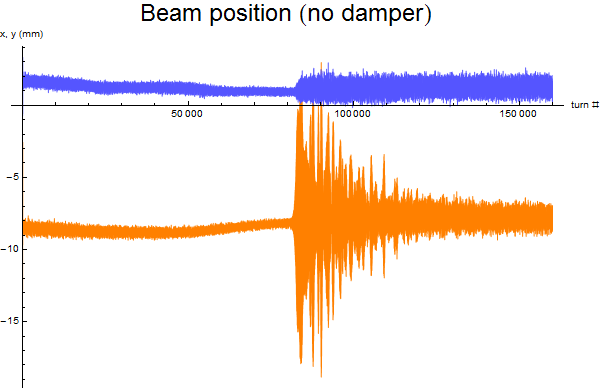 Beam position (no damper)
x, y (mm)
50 000
100 000
150 000
turn #
-5
-10
-15